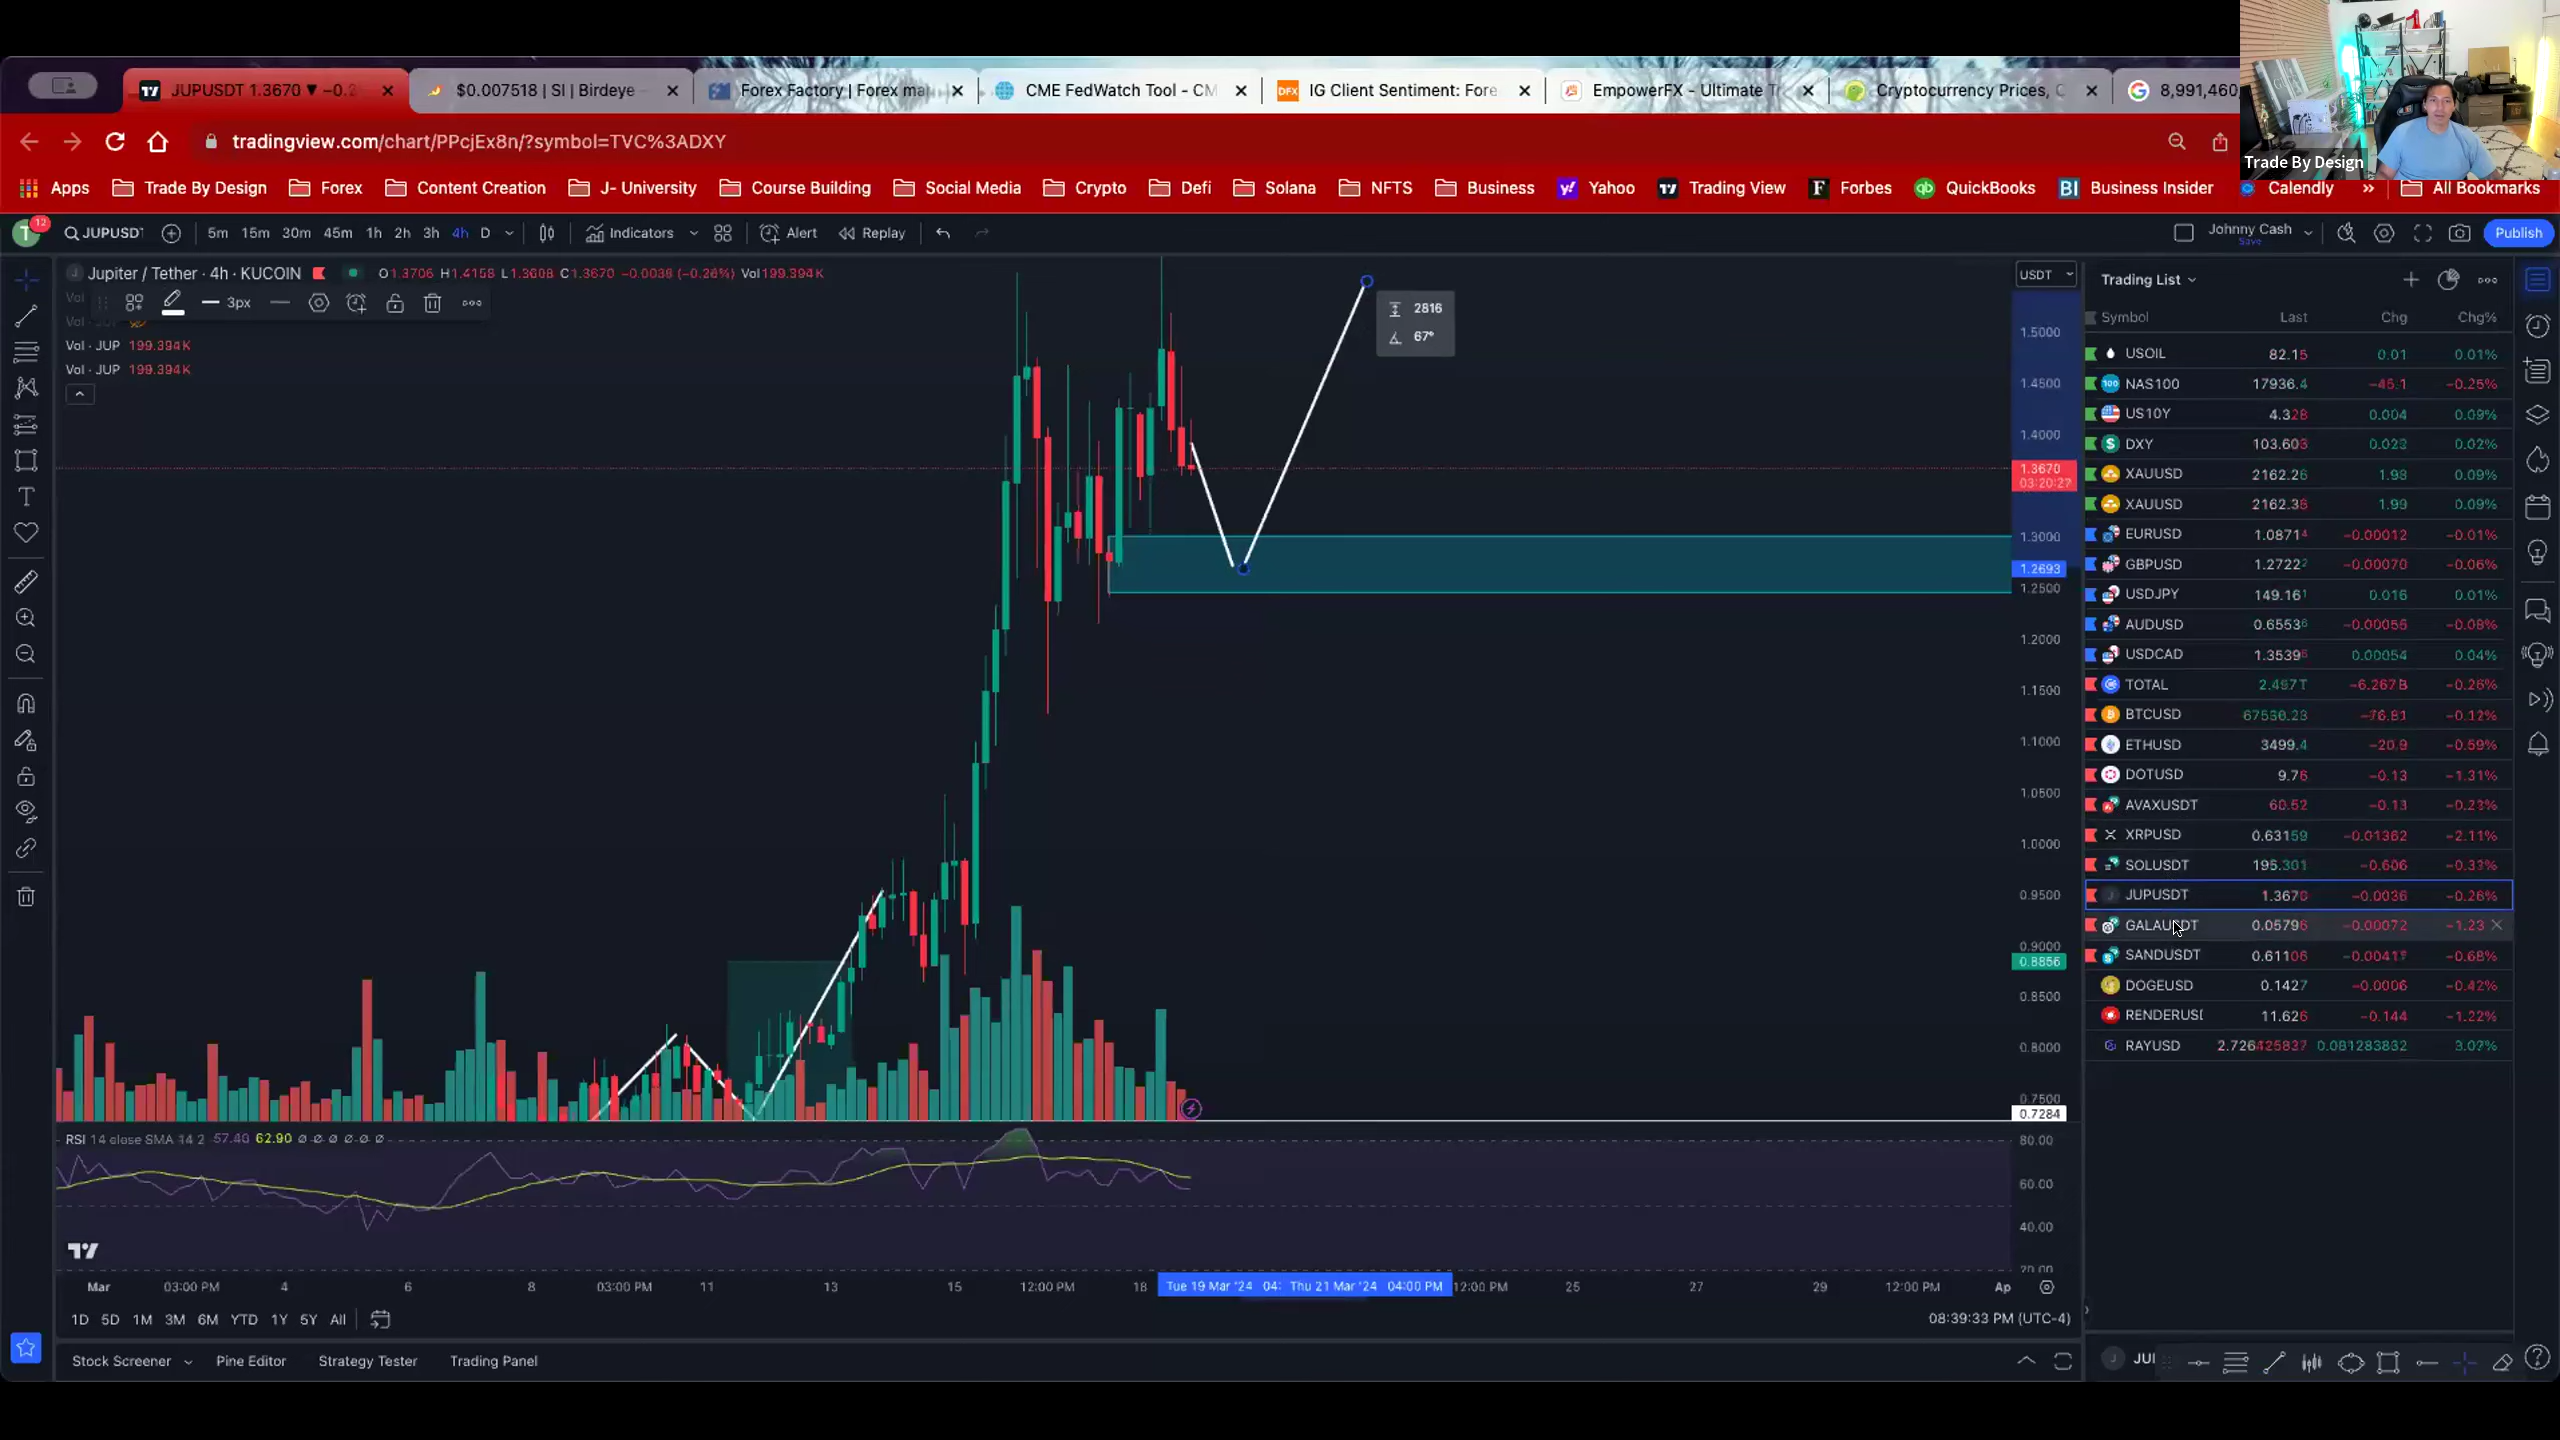 JUPUSDT 1.3670 ▼ −0.2
$0.007518 | SI | Birdeye
Forex Factory | Forex ma
CME FedWatch Tool - CM
IG Client Sentiment: Fore
EmpowerFX - Ultimate T
Cryptocurrency Prices, C
8,991,460
tradingview.com/chart/PPcjEx8n/?symbol=TVC%3ADXY
Trade By Design
Apps Trade By Design Forex Content Creation J- University Course Building Social Media Crypto Defi Solana NFTS Business Yahoo Trading View Forbes QuickBooks Business Insider Calendly » All Bookmarks
T 12 JUPUSDT 5m 15m 30m 45m 1h 2h 3h 4h D Indicators Alert Replay Johnny Cash Save Publish
Jupiter / Tether · 4h · KUCOIN O1.3706 H1.4158 L1.3608 C1.3670 −0.0036 (−0.26%) Vol199.394K
Vol
3px
Vol · JUP 199.394K
Vol · JUP 199.394K
2816
67°
USDT
1.5000
1.4500
1.4000
1.3670
03:20:27
1.3000
1.2693
1.2500
1.2000
1.1500
1.1000
1.0500
1.0000
0.9500
0.9000
0.8856
0.8500
0.8000
0.7500
0.7284
RSI 14 close SMA 14 2 57.40 62.90 ∅ ∅ ∅ ∅ ∅ ∅
80.00
60.00
40.00
20.00
Mar 03:00 PM 4 6 8 03:00 PM 11 13 15 12:00 PM 18 Tue 19 Mar '24 04: Thu 21 Mar '24 04:00 PM 12:00 PM 25 27 29 12:00 PM Ap
1D 5D 1M 3M 6M YTD 1Y 5Y All
08:39:33 PM (UTC-4)
Stock Screener Pine Editor Strategy Tester Trading Panel
Trading List
Symbol Last Chg Chg%
USOIL 82.15 0.01 0.01%
NAS100 17936.4 −45.1 −0.25%
US10Y 4.328 0.004 0.09%
DXY 103.603 0.023 0.02%
XAUUSD 2162.26 1.98 0.09%
XAUUSD 2162.38 1.99 0.09%
EURUSD 1.08714 −0.00012 −0.01%
GBPUSD 1.27222 −0.00070 −0.06%
USDJPY 149.161 0.016 0.01%
AUDUSD 0.65536 −0.00055 −0.08%
USDCAD 1.35395 0.00054 0.04%
TOTAL 2.497T −6.267B −0.26%
BTCUSD 67530.23 −76.81 −0.12%
ETHUSD 3499.4 −20.9 −0.59%
DOTUSD 9.76 −0.13 −1.31%
AVAXUSDT 60.52 −0.13 −0.23%
XRPUSD 0.63159 −0.01362 −2.11%
SOLUSDT 195.301 −0.606 −0.33%
JUPUSDT 1.3670 −0.0036 −0.26%
GALAUSDT 0.05796 −0.00072 −1.23
SANDUSDT 0.61106 −0.00417 −0.68%
DOGEUSD 0.1427 −0.0006 −0.42%
RENDERUSD 11.626 −0.144 −1.22%
RAYUSD 2.726425837 0.081283832 3.07%
JUI